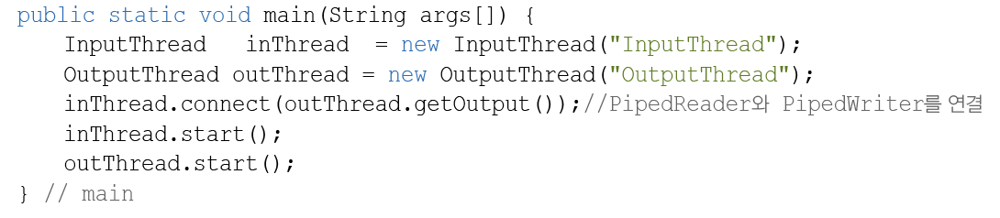 public static void main(String args[]) {
    InputThread   inThread  = new InputThread("InputThread");
    OutputThread outThread = new OutputThread("OutputThread");
    inThread.connect(outThread.getOutput());//PipedReader와 PipedWriter를 연결
    inThread.start();
    outThread.start();
} // main